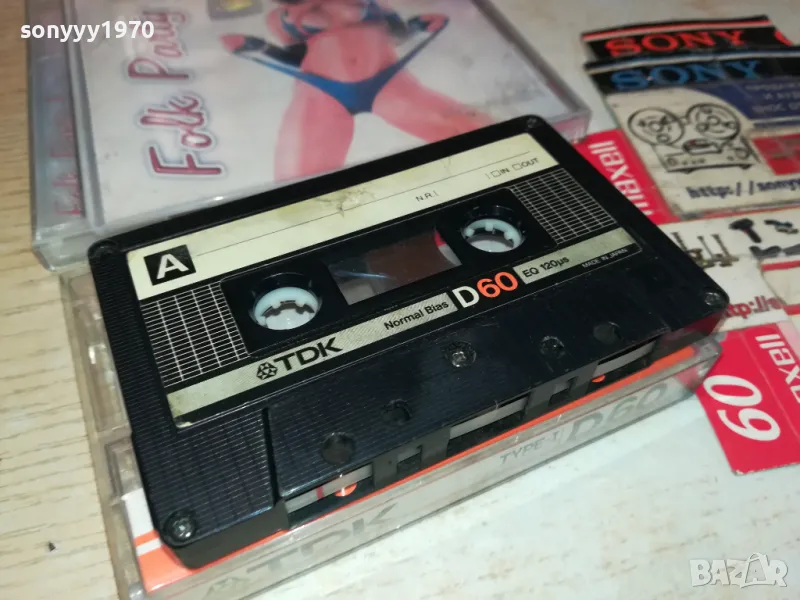 sonyyy1970
Folk Party
SONY
SONY
maxell
http://sonyy
A
N.R.
IN OUT
TDK
Normal Bias
D60
EQ 120µs
MADE IN JAPAN
maxell
60
TDK
TYPE-I
D60
BAZAR